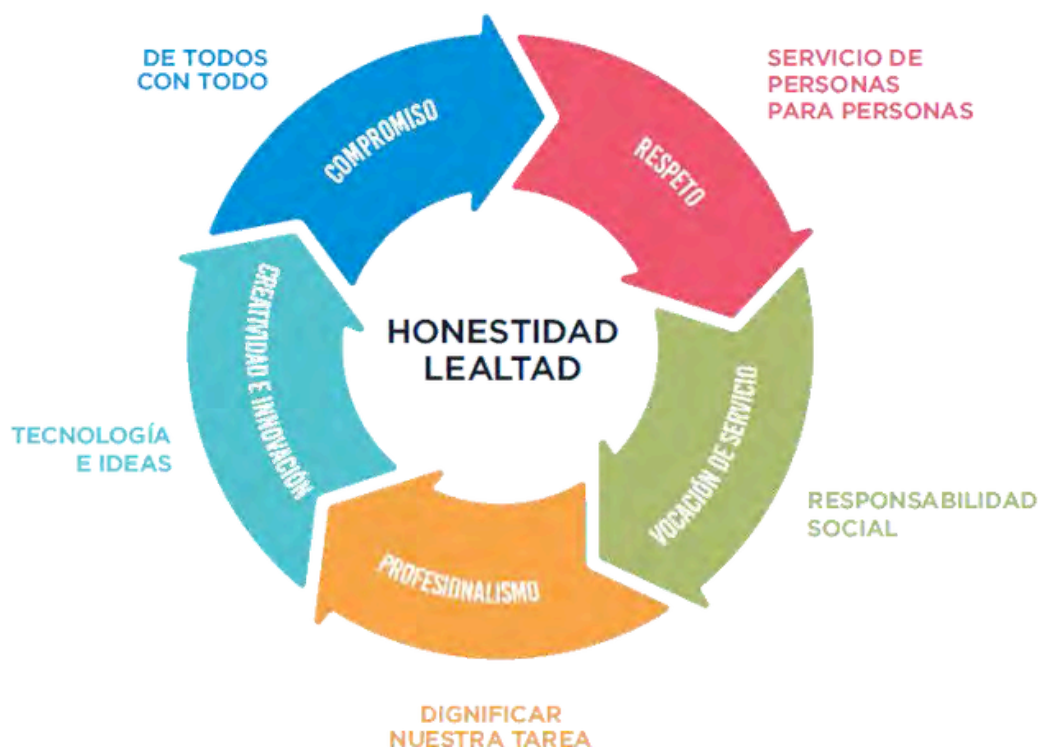 DE TODOS
CON TODO
SERVICIO DE
PERSONAS
PARA PERSONAS
COMPROMISO
RESPETO
HONESTIDAD
LEALTAD
CREATIVIDAD E INNOVACIÓN
VOCACIÓN DE SERVICIO
TECNOLOGÍA
E IDEAS
RESPONSABILIDAD
SOCIAL
PROFESIONALISMO
DIGNIFICAR
NUESTRA TAREA